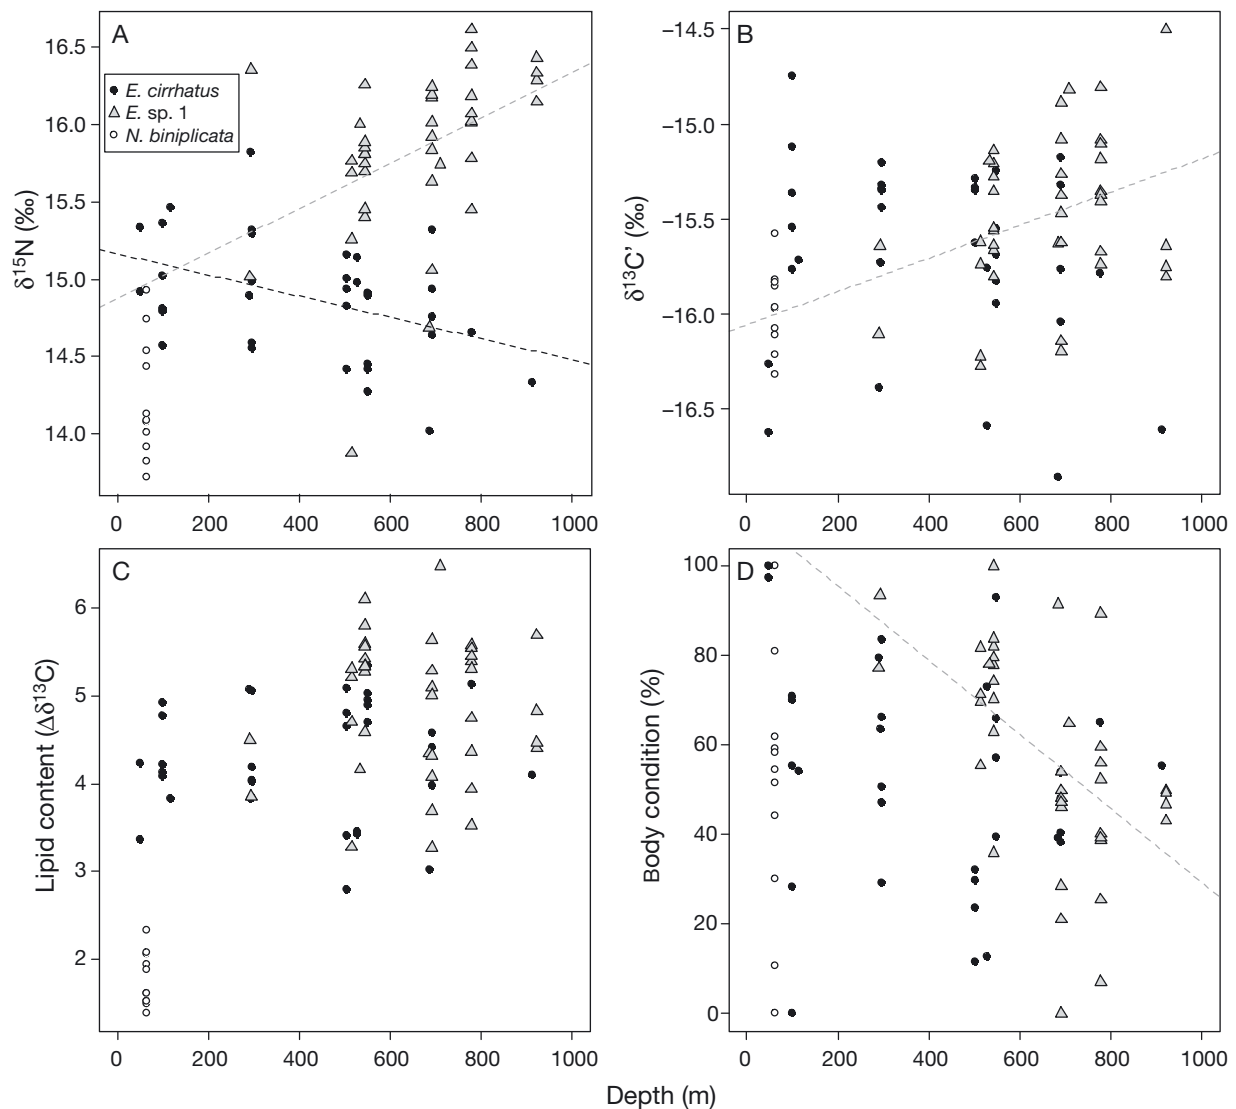 A
16.5
16.0
15.5
15.0
14.5
14.0
δ15N (‰)
E. cirrhatus
E. sp. 1
N. biniplicata
0 200 400 600 800 1000
B
−14.5
−15.0
−15.5
−16.0
−16.5
δ13C’ (‰)
0 200 400 600 800 1000
C
6
5
4
3
2
Lipid content (Δδ13C)
0 200 400 600 800 1000
D
100
80
60
40
20
0
Body condition (%)
0 200 400 600 800 1000
Depth (m)